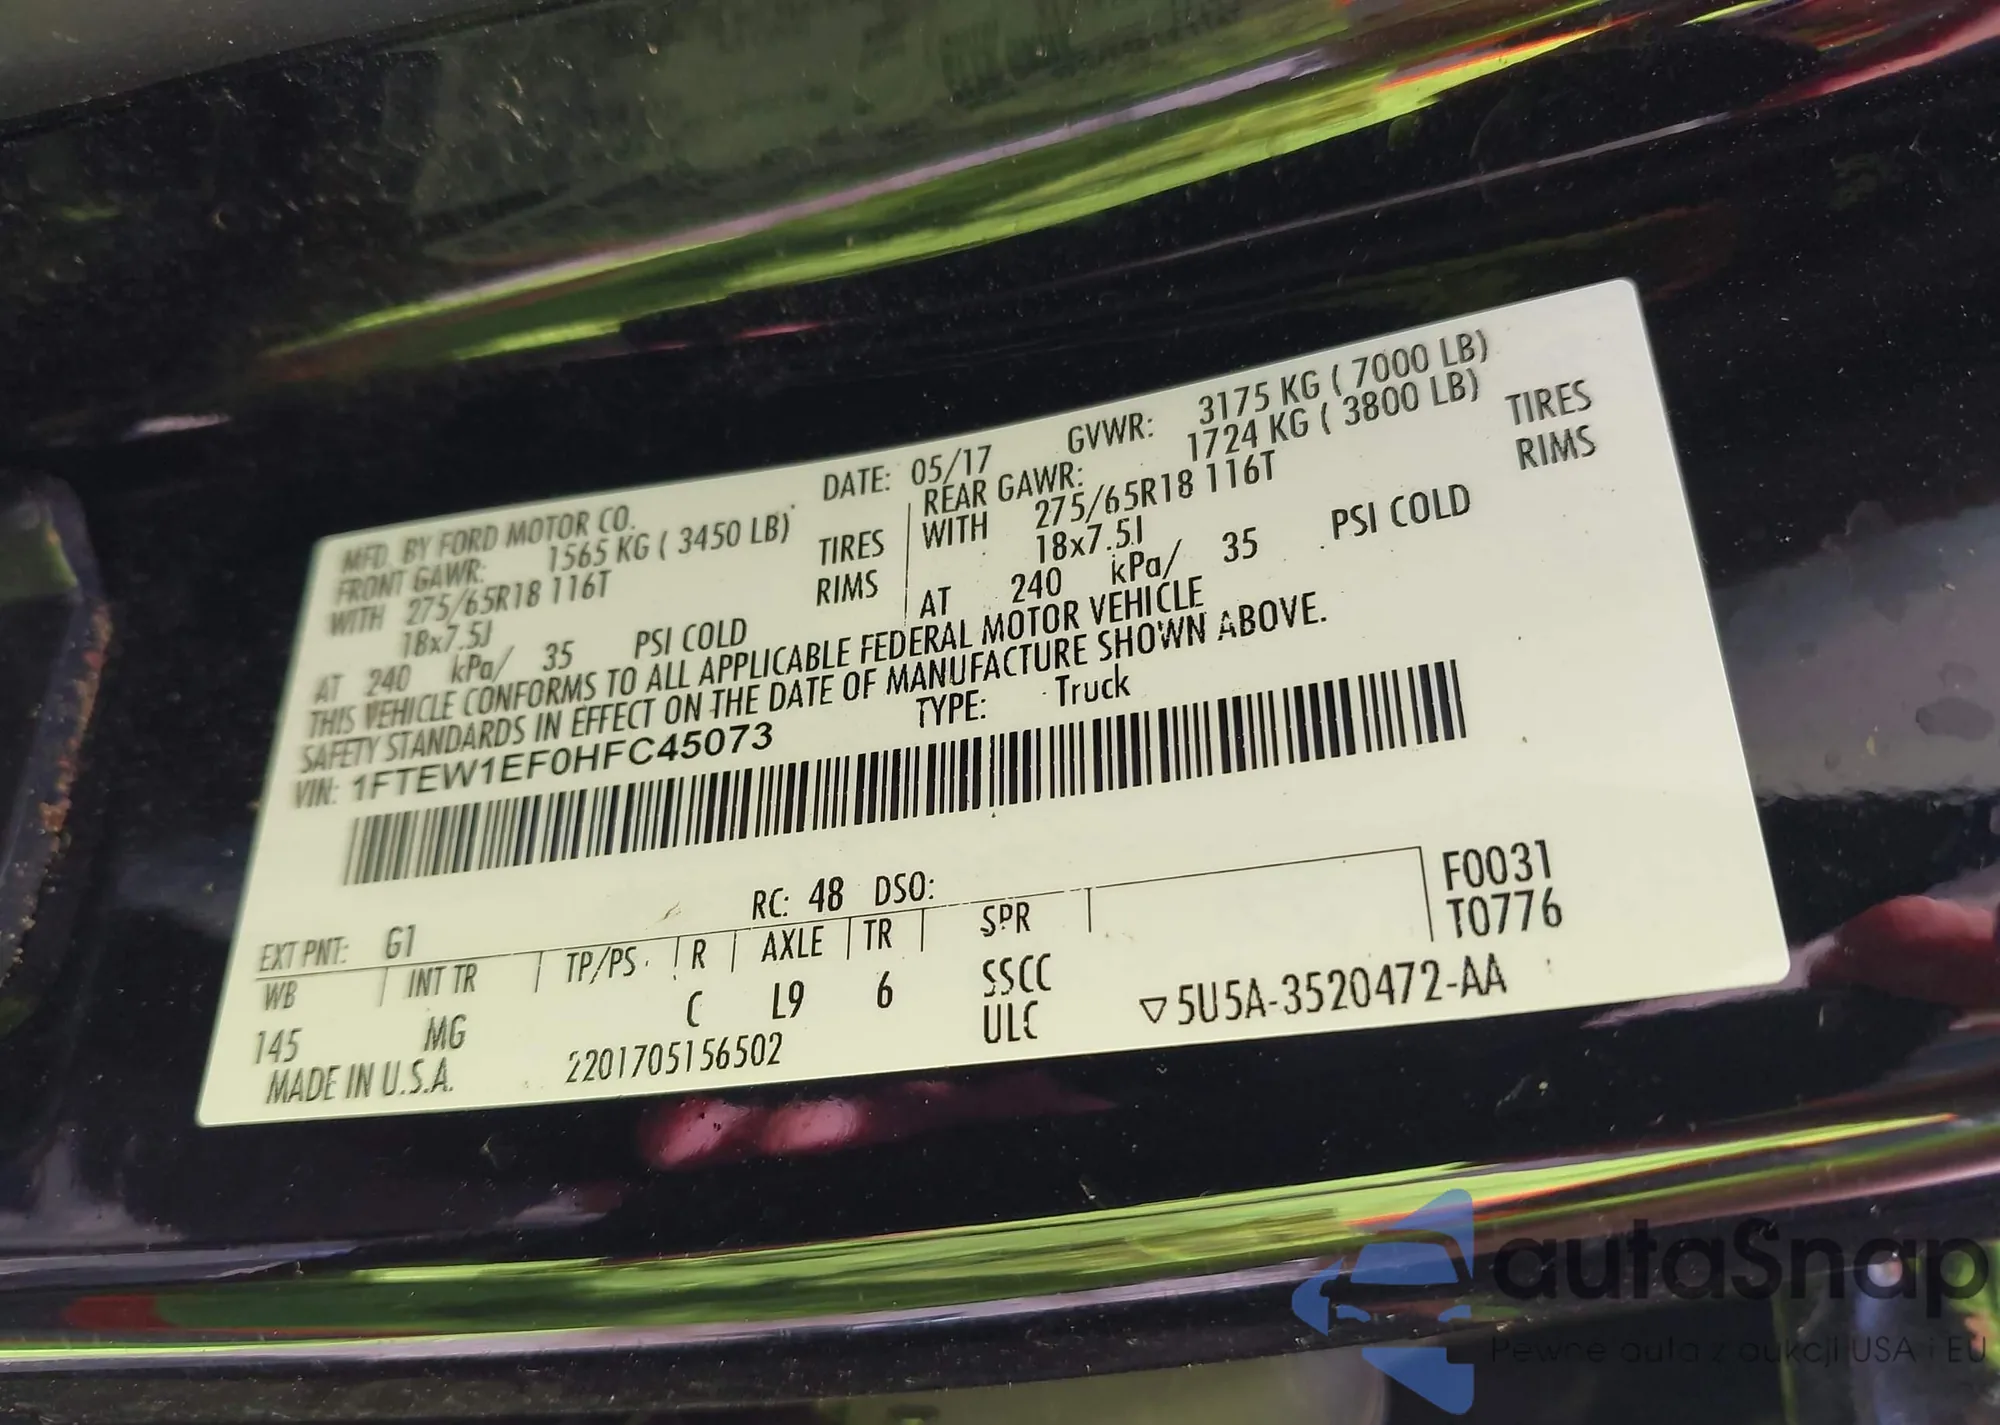 MFD. BY FORD MOTOR CO. DATE: 05/17 GVWR: 3175 KG ( 7000 LB)
FRONT GAWR: 1565 KG ( 3450 LB) REAR GAWR: 1724 KG ( 3800 LB)
WITH 275/65R18 116T TIRES WITH 275/65R18 116T TIRES
18x7.5J RIMS 18x7.5J RIMS
AT 240 kPa/ 35 PSI COLD AT 240 kPa/ 35 PSI COLD
THIS VEHICLE CONFORMS TO ALL APPLICABLE FEDERAL MOTOR VEHICLE
SAFETY STANDARDS IN EFFECT ON THE DATE OF MANUFACTURE SHOWN ABOVE.
VIN: 1FTEW1EF0HFC45073 TYPE: Truck
F0031
T0776
EXT PNT: G1 RC: 48 DSO:
WB INT TR TP/PS R AXLE TR SPR
145 MG C L9 6 SSCC
ULC
MADE IN U.S.A. 2201705156502 ▽5U5A-3520472-AA
autaSnap
Pewne auta z aukcji USA i EU